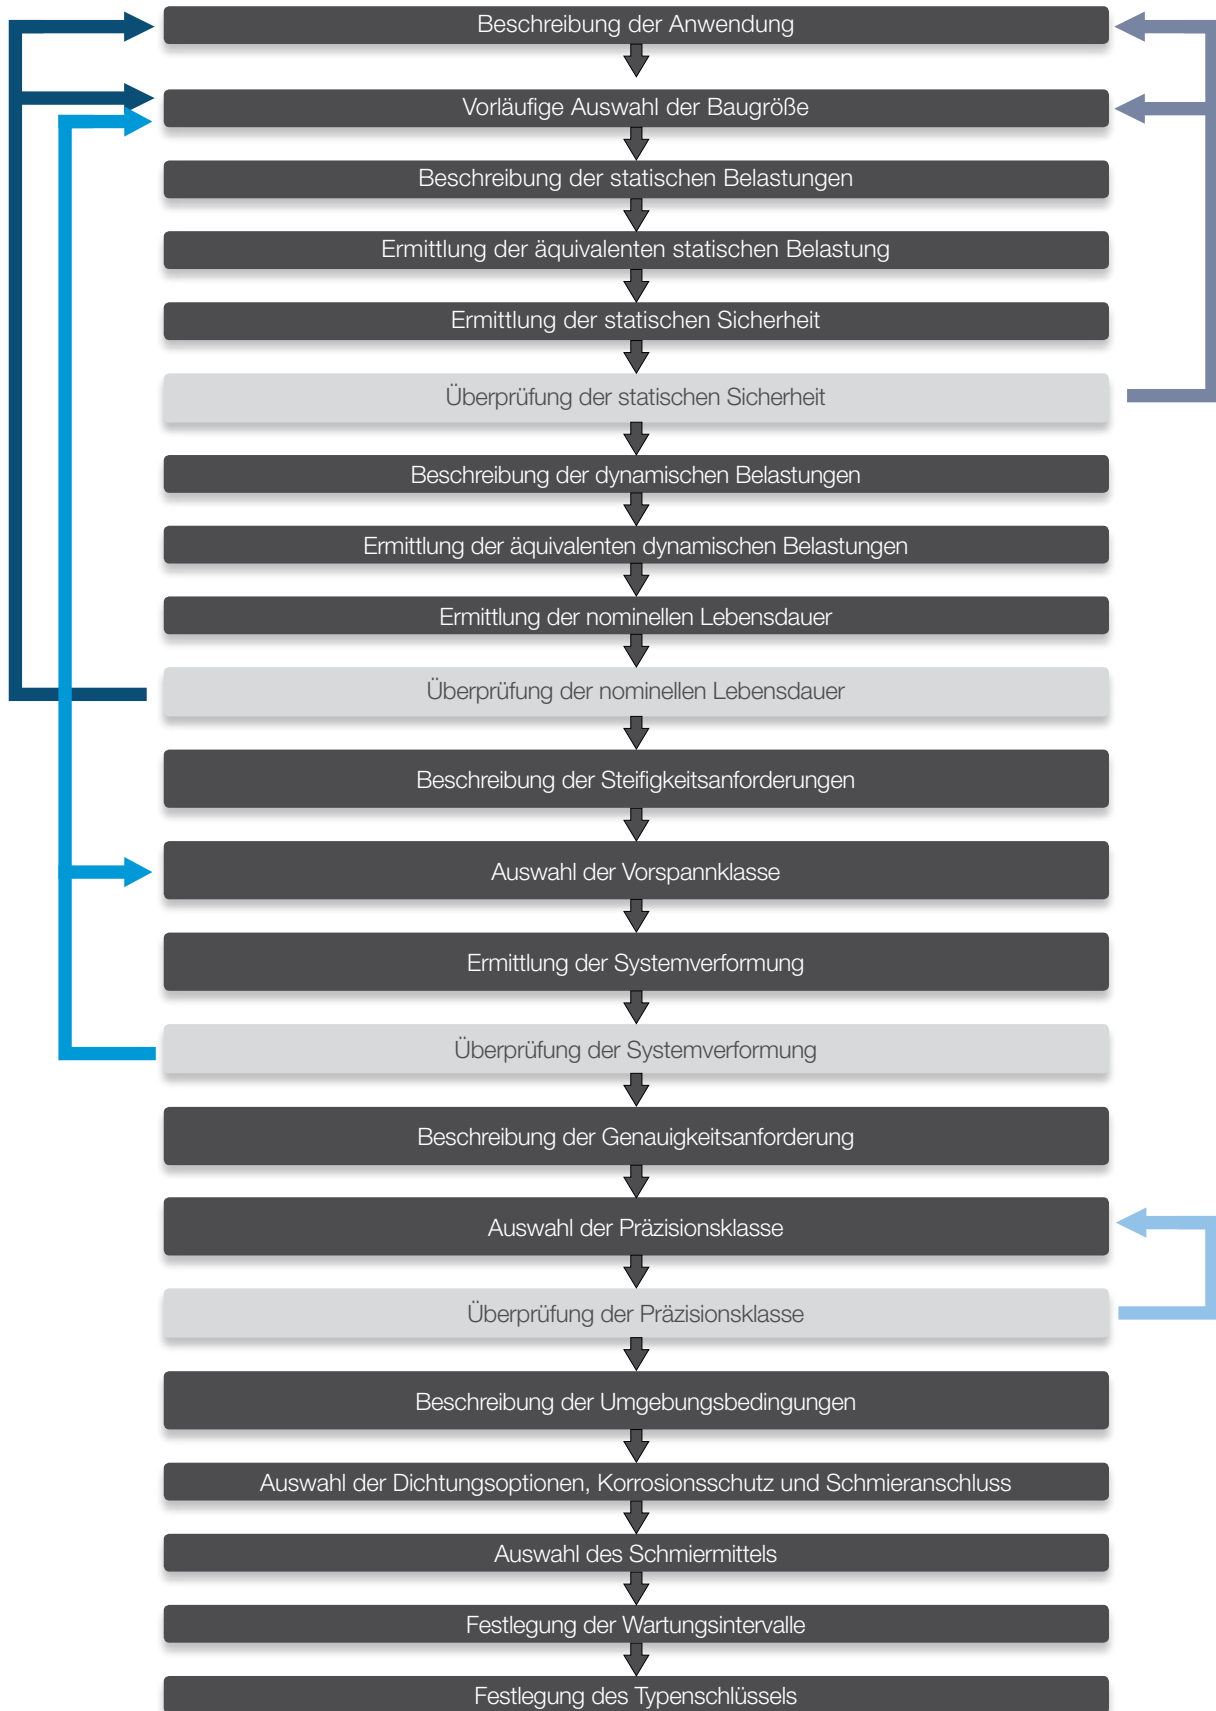 Beschreibung der Anwendung
Vorläufige Auswahl der Baugröße
Beschreibung der statischen Belastungen
Ermittlung der äquivalenten statischen Belastung
Ermittlung der statischen Sicherheit
Überprüfung der statischen Sicherheit
Beschreibung der dynamischen Belastungen
Ermittlung der äquivalenten dynamischen Belastungen
Ermittlung der nominellen Lebensdauer
Überprüfung der nominellen Lebensdauer
Beschreibung der Steifigkeitsanforderungen
Auswahl der Vorspannklasse
Ermittlung der Systemverformung
Überprüfung der Systemverformung
Beschreibung der Genauigkeitsanforderung
Auswahl der Präzisionsklasse
Überprüfung der Präzisionsklasse
Beschreibung der Umgebungsbedingungen
Auswahl der Dichtungsoptionen, Korrosionsschutz und Schmieranschluss
Auswahl des Schmiermittels
Festlegung der Wartungsintervalle
Festlegung des Typenschlüssels